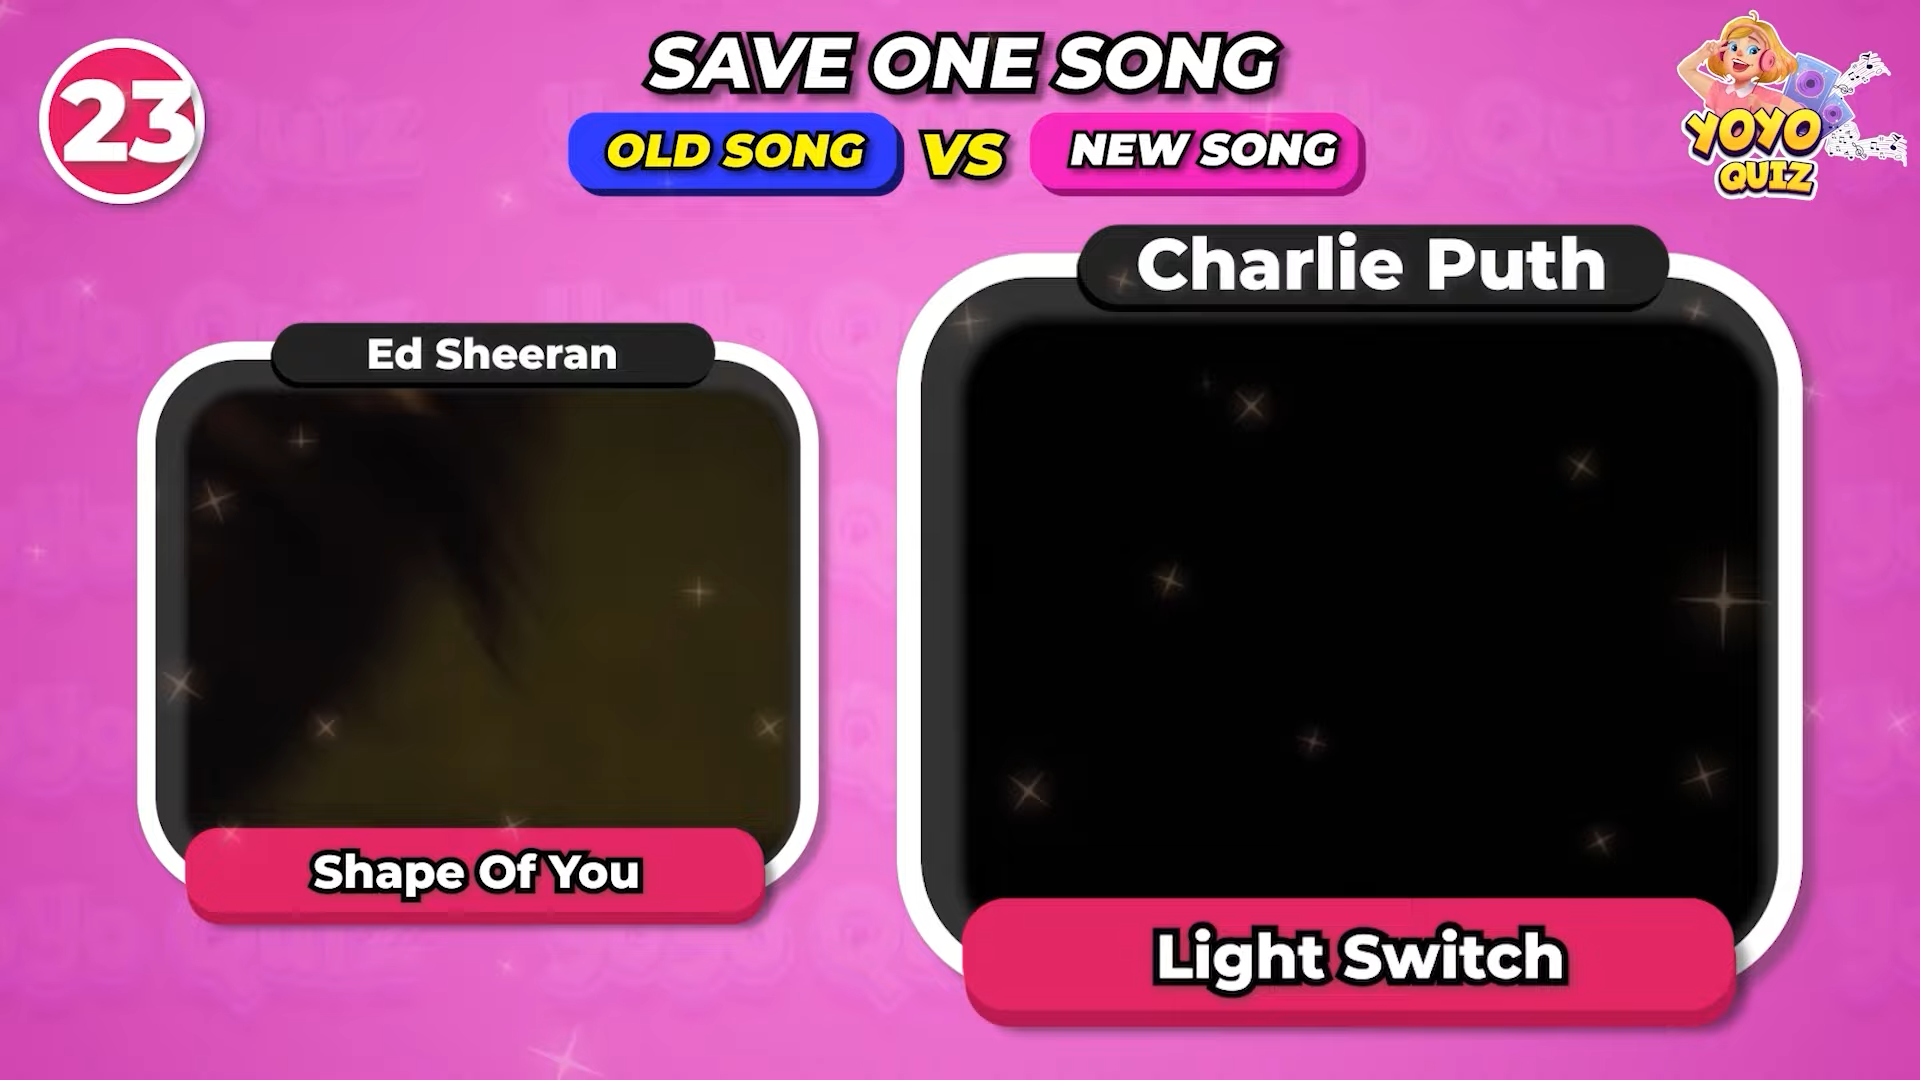 23
SAVE ONE SONG
OLD SONG VS NEW SONG
YOYO
QUIZ
Ed Sheeran
Shape Of You
Charlie Puth
Light Switch